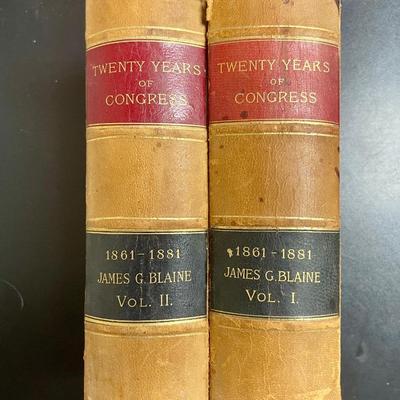 TWENTY YEARS
OF
CONGRESS
1861-1881
JAMES G. BLAINE
VOL. II.
TWENTY YEARS
OF
CONGRESS
1861-1881
JAMES G. BLAINE
VOL. I.